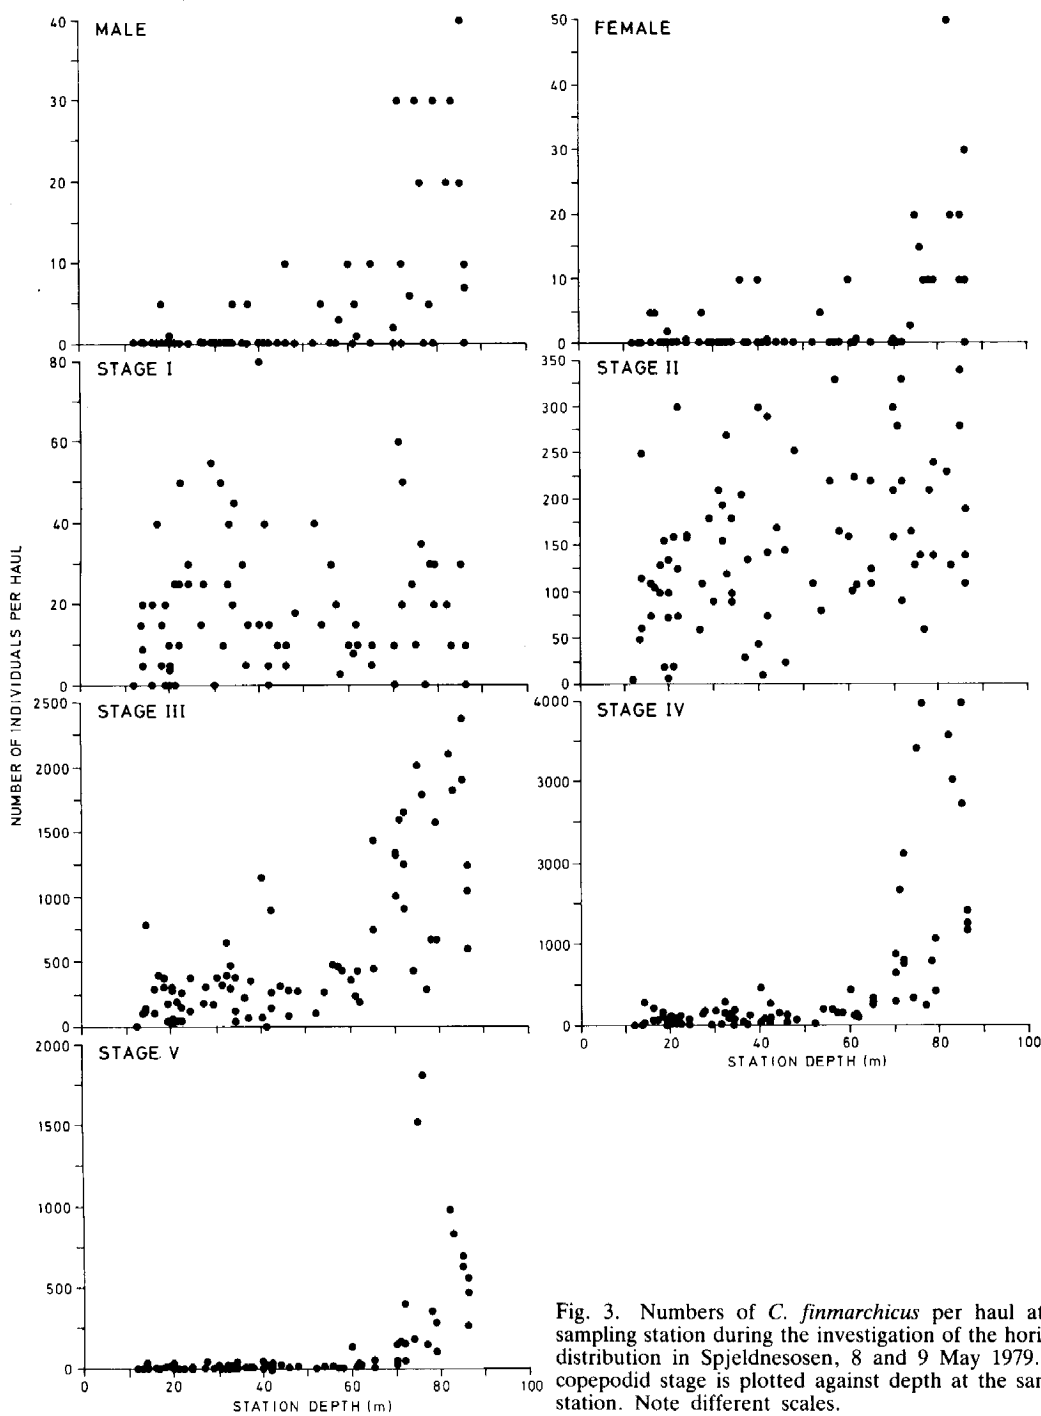 MALE
40
30
20
10
0
FEMALE
50
40
30
20
10
0
STAGE I
80
60
40
20
0
STAGE II
350
300
250
200
150
100
50
0
NUMBER OF INDIVIDUALS PER HAUL
STAGE III
2500
2000
1500
1000
500
0
STAGE IV
4000
3000
3000
1000
0
0 20 40 60 80 100
STATION DEPTH (m)
STAGE V
2000
1500
1000
500
0
0 20 40 60 80 100
STATION DEPTH (m)
Fig. 3. Numbers of C. finmarchicus per haul at
sampling station during the investigation of the hori
distribution in Spjeldnesosen, 8 and 9 May 1979.
copepodid stage is plotted against depth at the sar
station. Note different scales.